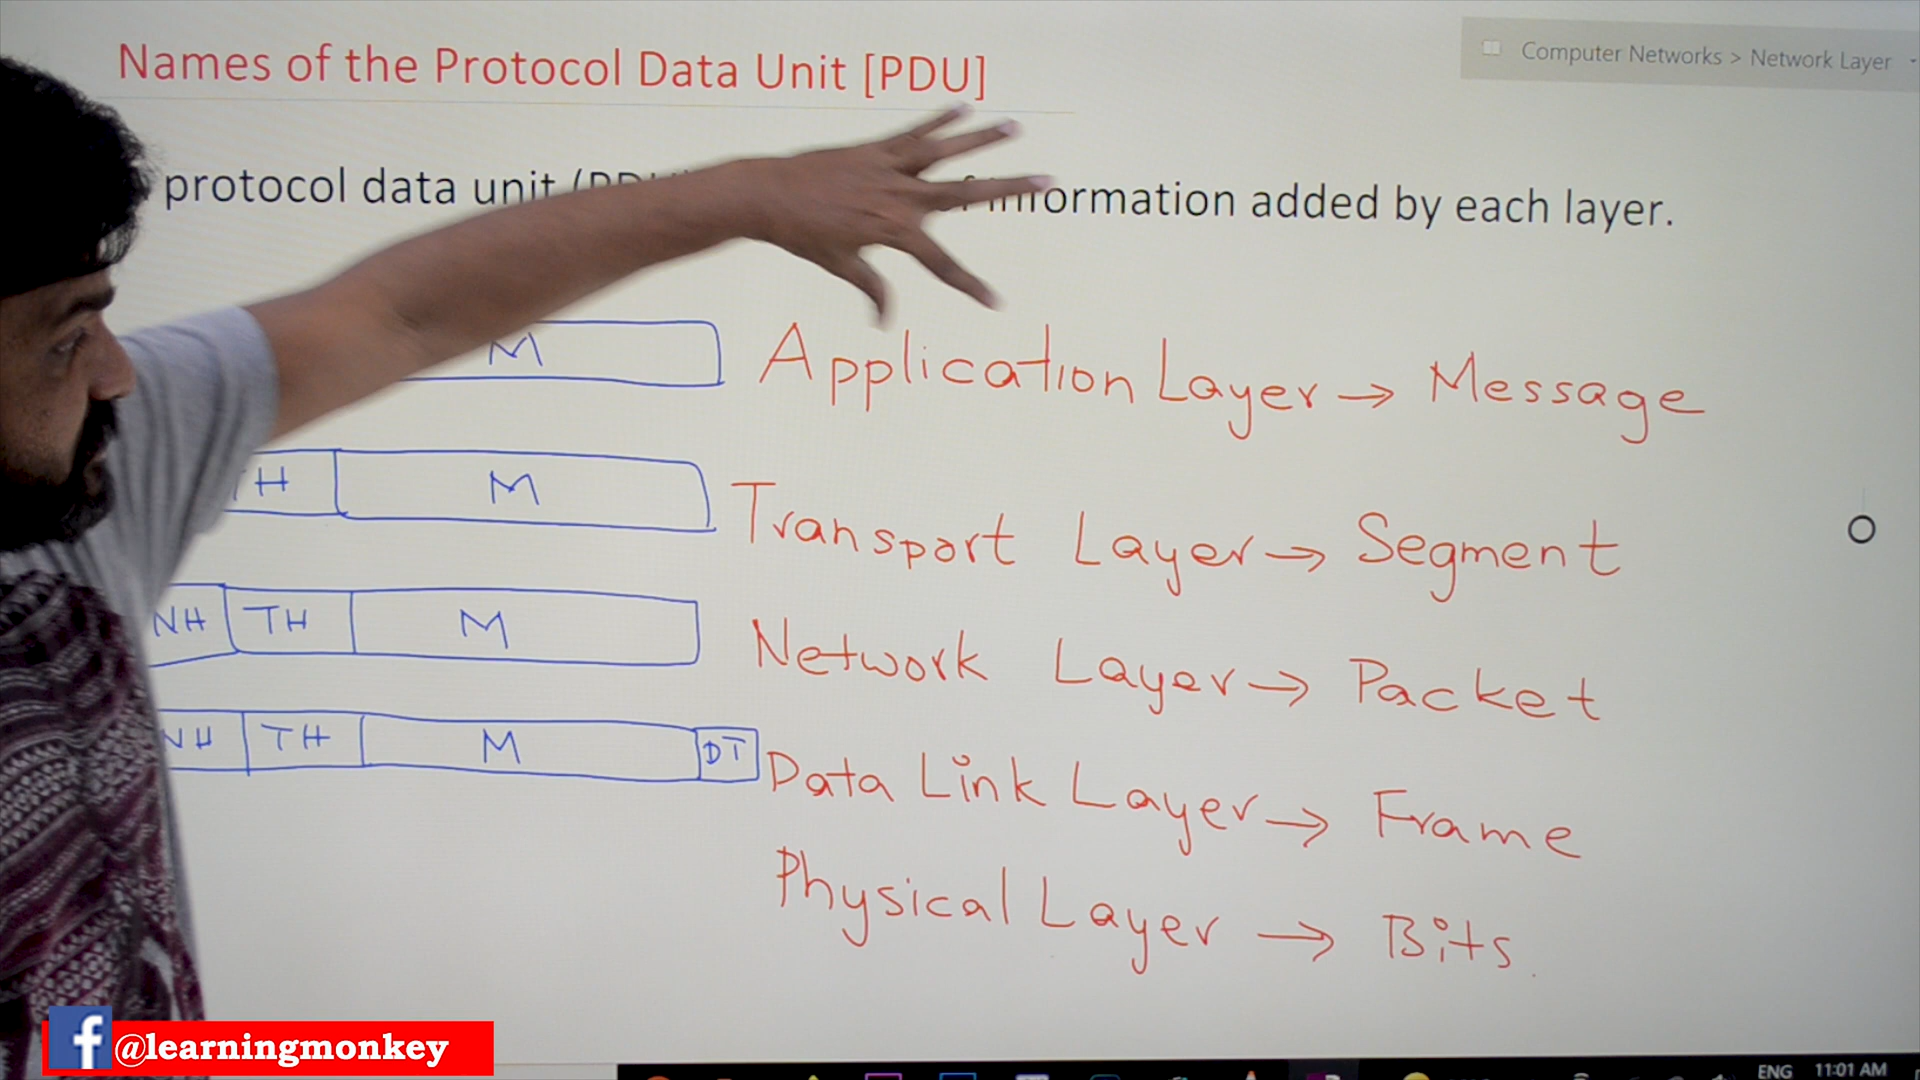 Names of the Protocol Data Unit [PDU]
Computer Networks > Network Layer
protocol data unit information added by each layer.
M
Application Layer → Message
TH M
Transport Layer → Segment
NH TH M
Network Layer → Packet
NH TH M DT
Data Link Layer → Frame
Physical Layer → Bits
@learningmonkey
ENG 11:01 AM